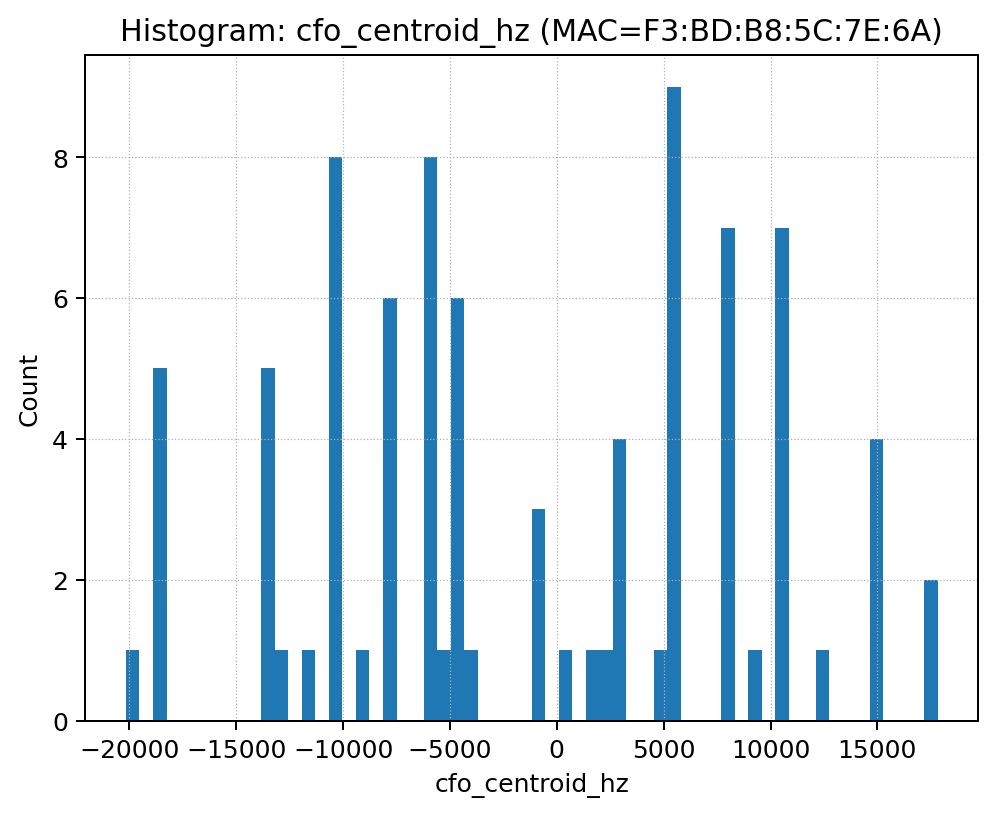 Histogram: cfo_centroid_hz (MAC=F3:BD:B8:5C:7E:6A)
Count
8
6
4
2
0
−20000 −15000 −10000 −5000 0 5000 10000 15000
cfo_centroid_hz